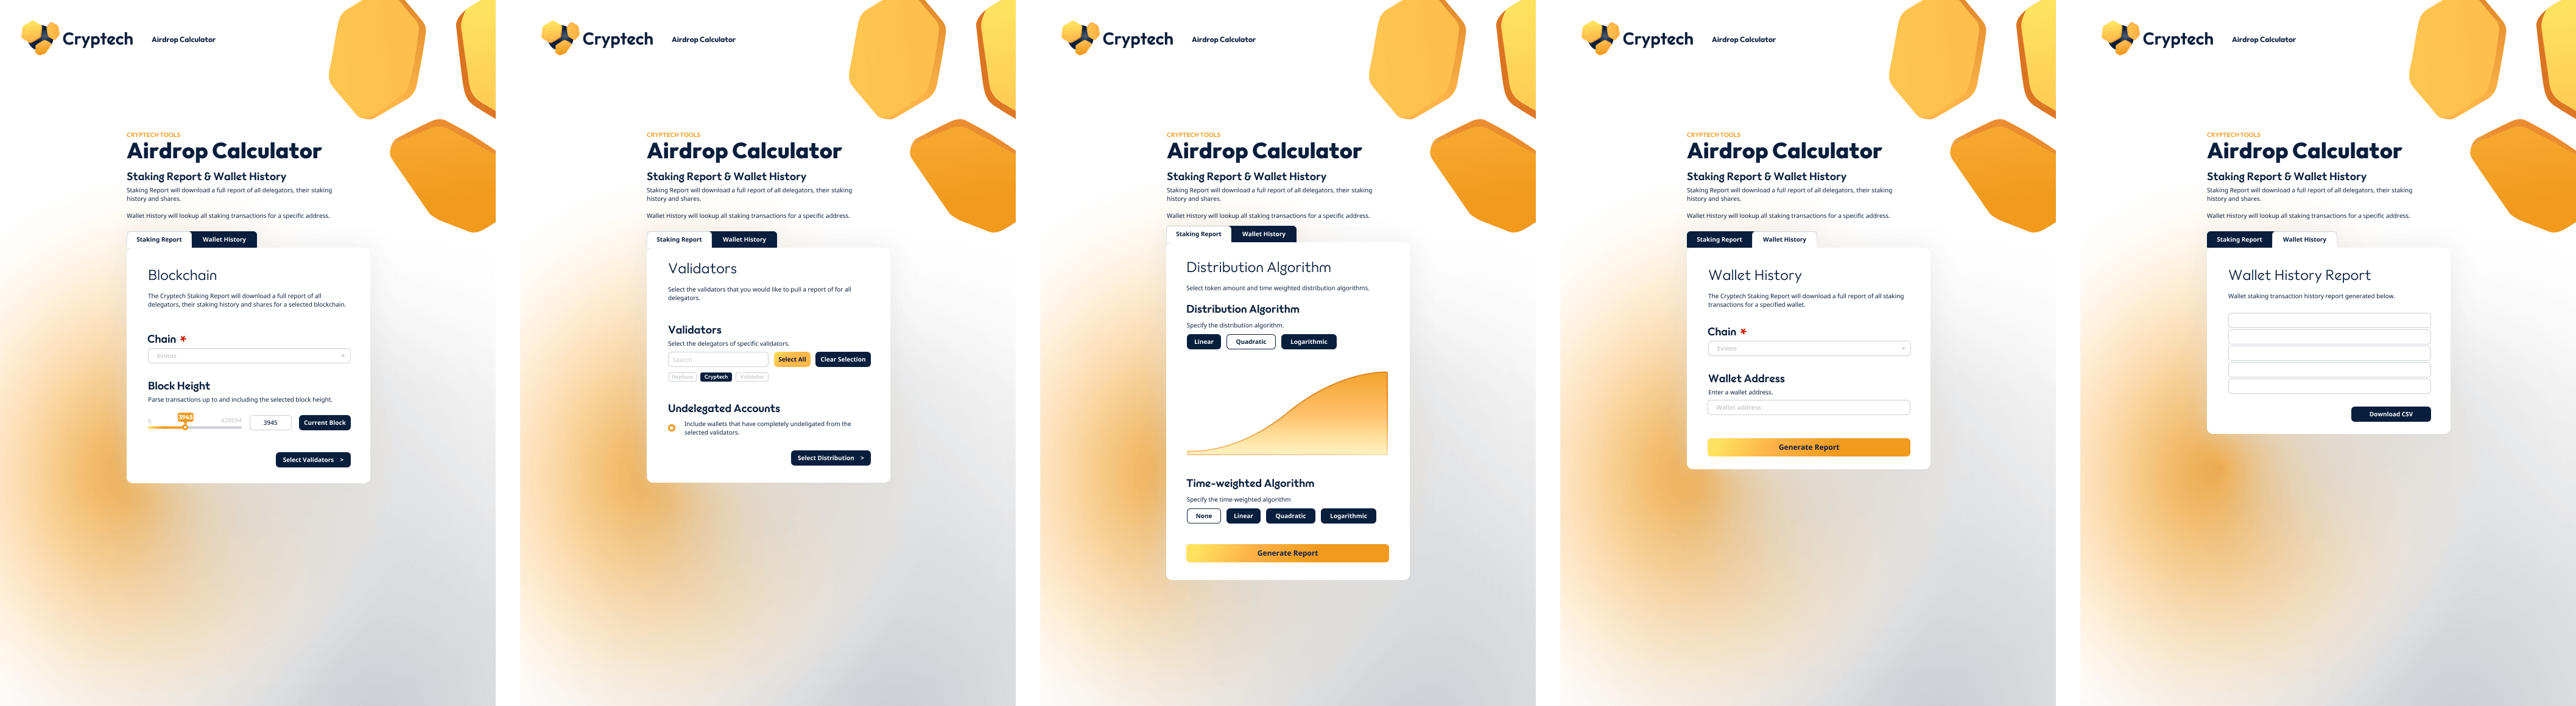 Cryptech
Airdrop Calculator
CRYPTECH TOOLS
Airdrop Calculator
Staking Report & Wallet History
Staking Report will download a full report of all delegators, their staking
history and shares.
Wallet History will lookup all staking transactions for a specific address.
Staking Report
Wallet History
Blockchain
The Cryptech Staking Report will download a full report of all
delegators, their staking history and shares for a selected blockchain.
Chain *
Evmos
Block Height
Parse transactions up to and including the selected block height.
0
3945
428694
3945
Current Block
Select Validators >
Cryptech
Airdrop Calculator
CRYPTECH TOOLS
Airdrop Calculator
Staking Report & Wallet History
Staking Report will download a full report of all delegators, their staking
history and shares.
Wallet History will lookup all staking transactions for a specific address.
Staking Report
Wallet History
Validators
Select the validators that you would like to pull a report of for all
delegators.
Validators
Select the delegators of specific validators.
Search
Select All
Clear Selection
Neptune
Cryptech
Validator
Undelegated Accounts
Include wallets that have completely undeligated from the
selected validators.
Select Distribution >
Cryptech
Airdrop Calculator
CRYPTECH TOOLS
Airdrop Calculator
Staking Report & Wallet History
Staking Report will download a full report of all delegators, their staking
history and shares.
Wallet History will lookup all staking transactions for a specific address.
Staking Report
Wallet History
Distribution Algorithm
Select token amount and time weighted distribution algorithms.
Distribution Algorithm
Specify the distribution algorithm.
Linear
Quadratic
Logarithmic
Time-weighted Algorithm
Specify the time-weighted algorithm
None
Linear
Quadratic
Logarithmic
Generate Report
Cryptech
Airdrop Calculator
CRYPTECH TOOLS
Airdrop Calculator
Staking Report & Wallet History
Staking Report will download a full report of all delegators, their staking
history and shares.
Wallet History will lookup all staking transactions for a specific address.
Staking Report
Wallet History
Wallet History
The Cryptech Staking Report will download a full report of all staking
transactions for a specified wallet.
Chain *
Evmos
Wallet Address
Enter a wallet address.
Wallet address
Generate Report
Cryptech
Airdrop Calculator
CRYPTECH TOOLS
Airdrop Calculator
Staking Report & Wallet History
Staking Report will download a full report of all delegators, their staking
history and shares.
Wallet History will lookup all staking transactions for a specific address.
Staking Report
Wallet History
Wallet History Report
Wallet staking transaction history report generated below.
Download CSV